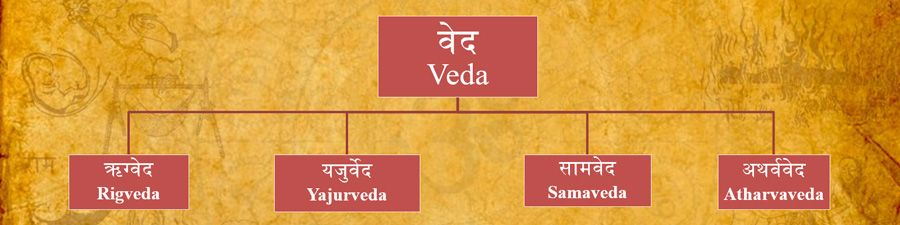 वेद
Veda
ऋग्वेद
Rigveda
यजुर्वेद
Yajurveda
सामवेद
Samaveda
अथर्ववेद
Atharvaveda